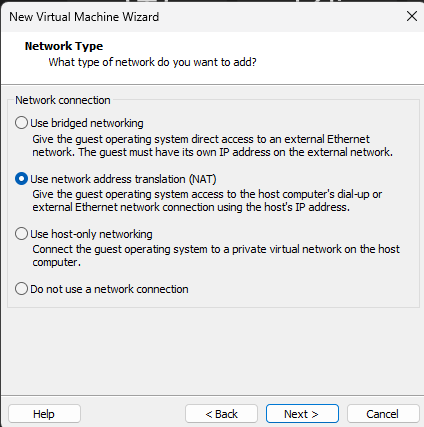 New Virtual Machine Wizard
Network Type
What type of network do you want to add?
Network connection
Use bridged networking
Give the guest operating system direct access to an external Ethernet
network. The guest must have its own IP address on the external network.
Use network address translation (NAT)
Give the guest operating system access to the host computer's dial-up or
external Ethernet network connection using the host's IP address.
Use host-only networking
Connect the guest operating system to a private virtual network on the host
computer.
Do not use a network connection
Help
< Back
Next >
Cancel